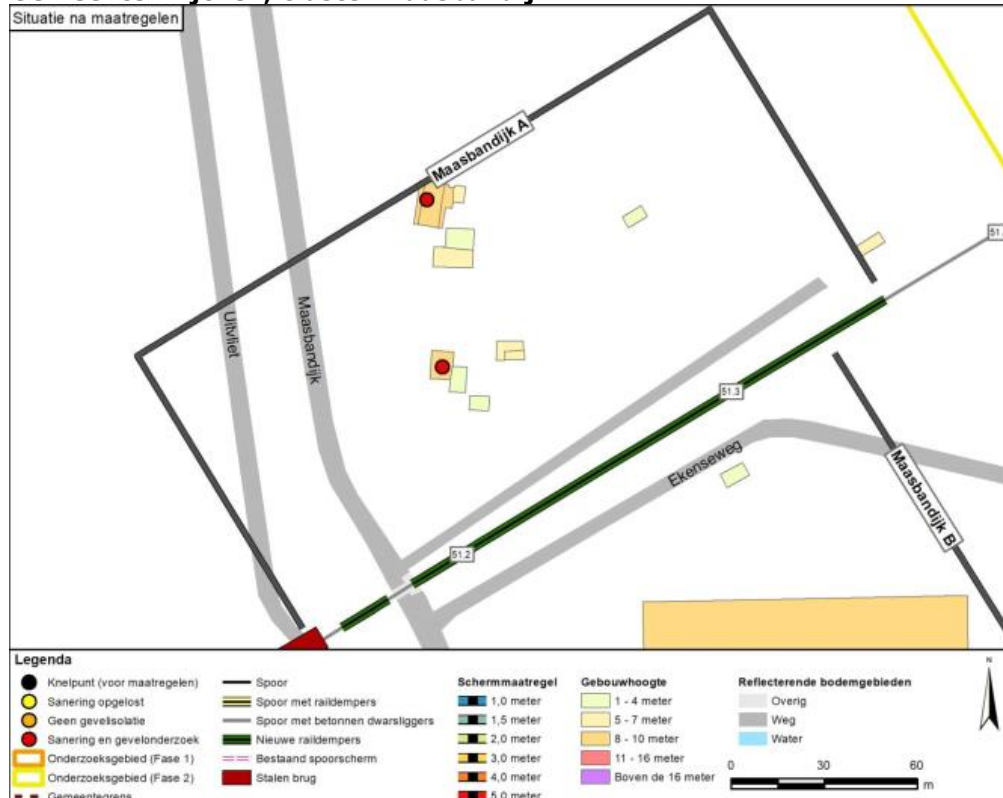 Situatie na maatregelen
Maasbandijk A
51.
Uitvliet
Maasbandijk
51.3
Ekenseweg
Maasbandijk B
51.2
Legenda
Knelpunt (voor maatregelen)
Sanering opgelost
Geen gevelisolatie
Sanering en gevelonderzoek
Onderzoeksgebied (Fase 1)
Onderzoeksgebied (Fase 2)
Gemeentegrens
Spoor
Spoor met raildempers
Spoor met betonnen dwarsliggers
Nieuwe raildempers
Bestaand spoorscherm
Stalen brug
Schermmaatregel
1,0 meter
1,5 meter
2,0 meter
3,0 meter
4,0 meter
5,0 meter
Gebouwhoogte
1 - 4 meter
5 - 7 meter
8 - 10 meter
11 - 16 meter
Boven de 16 meter
Reflecterende bodemgebieden
Overig
Weg
Water
N
0 30 60
m